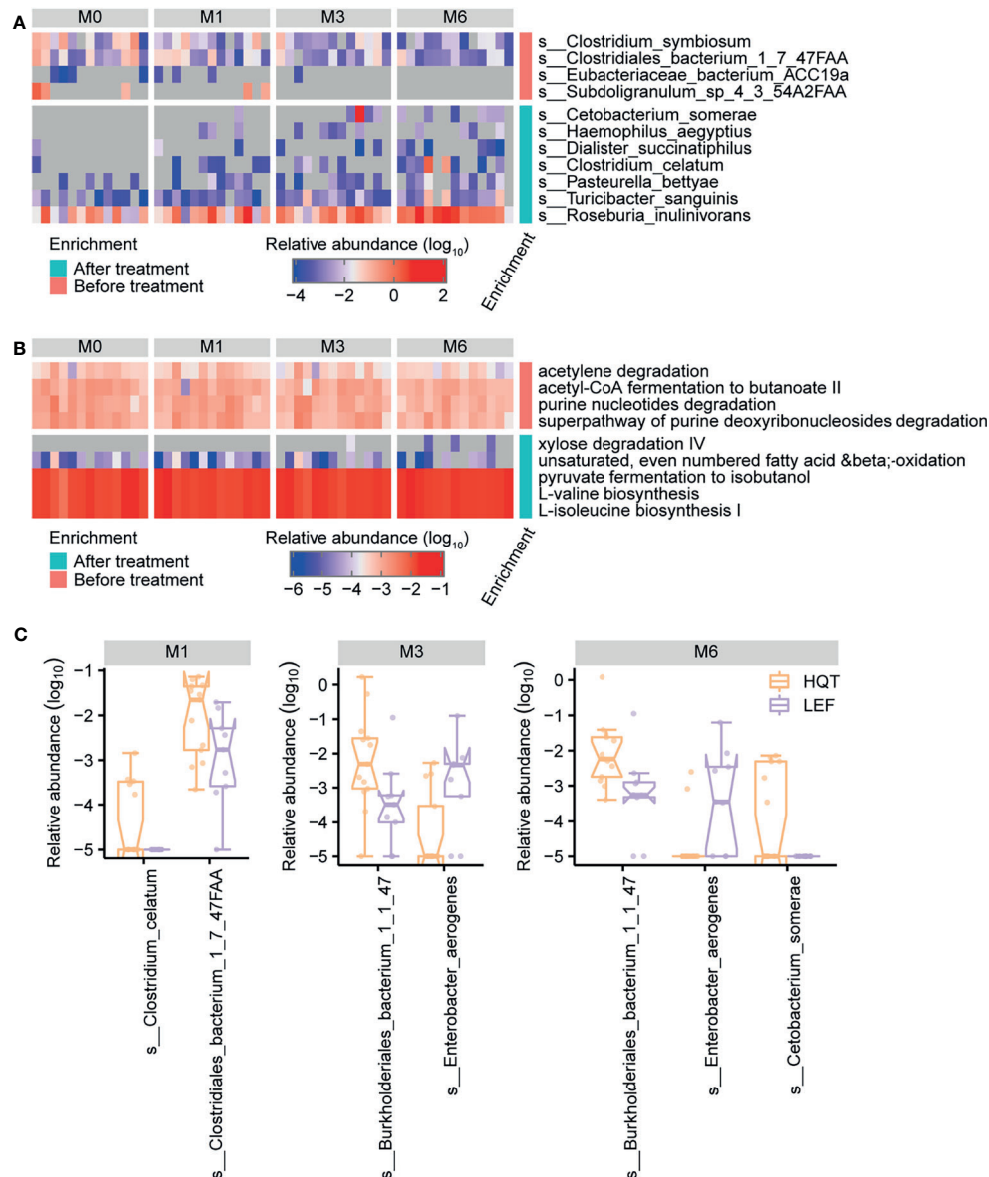 A
M0 M1 M3 M6
s__Clostridium_symbiosum
s__Clostridiales_bacterium_1_7_47FAA
s__Eubacteriaceae_bacterium_ACC19a
s__Subdoligranulum_sp_4_3_54A2FAA
s__Cetobacterium_somerae
s__Haemophilus_aegyptius
s__Dialister_succinatiphilus
s__Clostridium_celatum
s__Pasteurella_bettyae
s__Turicibacter_sanguinis
s__Roseburia_inulinivorans
Enrichment
After treatment
Before treatment
Relative abundance (log10)
−4 −2 0 2
Enrichment
B
M0 M1 M3 M6
acetylene degradation
acetyl-CoA fermentation to butanoate II
purine nucleotides degradation
superpathway of purine deoxyribonucleosides degradation
xylose degradation IV
unsaturated, even numbered fatty acid &beta;-oxidation
pyruvate fermentation to isobutanol
L-valine biosynthesis
L-isoleucine biosynthesis I
Enrichment
After treatment
Before treatment
Relative abundance (log10)
−6 −5 −4 −3 −2 −1
Enrichment
C
M1
Relative abundance (log10)
−1
−2
−3
−4
−5
s__Clostridium_celatum
s__Clostridiales_bacterium_1_7_47FAA
M3
Relative abundance (log10)
0
−1
−2
−3
−4
−5
s__Burkholderiales_bacterium_1_1_47
s__Enterobacter_aerogenes
M6
Relative abundance (log10)
0
−1
−2
−3
−4
−5
HQT
LEF
s__Burkholderiales_bacterium_1_1_47
s__Enterobacter_aerogenes
s__Cetobacterium_somerae